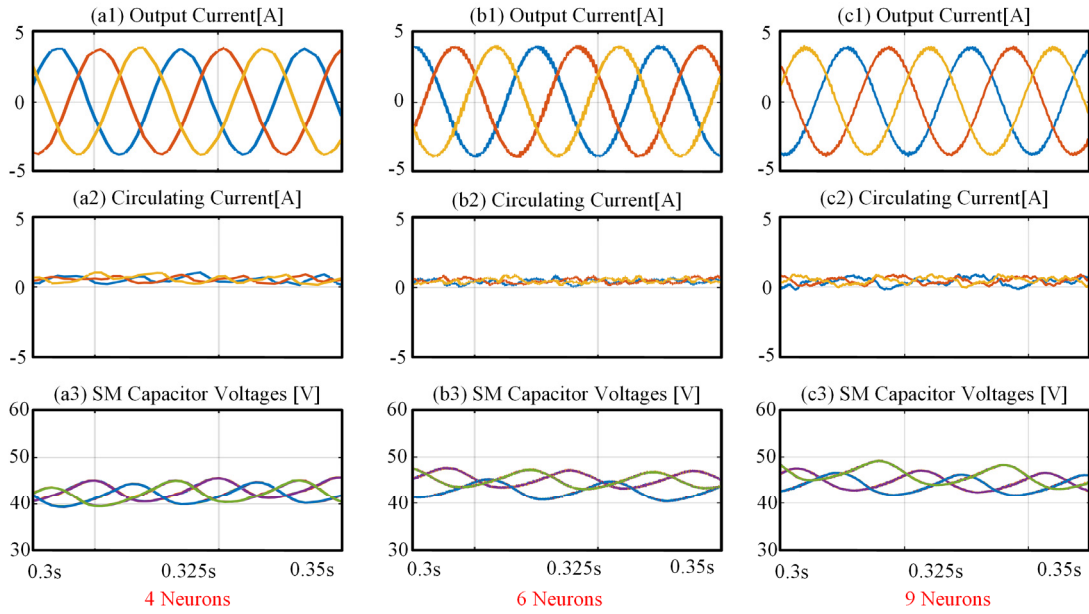 (a1) Output Current[A]
(b1) Output Current[A]
(c1) Output Current[A]
5
0
-5
5
0
-5
5
0
-5
(a2) Circulating Current[A]
(b2) Circulating Current[A]
(c2) Circulating Current[A]
5
0
-5
5
0
-5
5
0
-5
(a3) SM Capacitor Voltages [V]
(b3) SM Capacitor Voltages [V]
(c3) SM Capacitor Voltages [V]
60
50
40
30
60
50
40
30
60
50
40
30
0.3s 0.325s 0.35s
0.3s 0.325s 0.35s
0.3s 0.325s 0.35s
4 Neurons
6 Neurons
9 Neurons